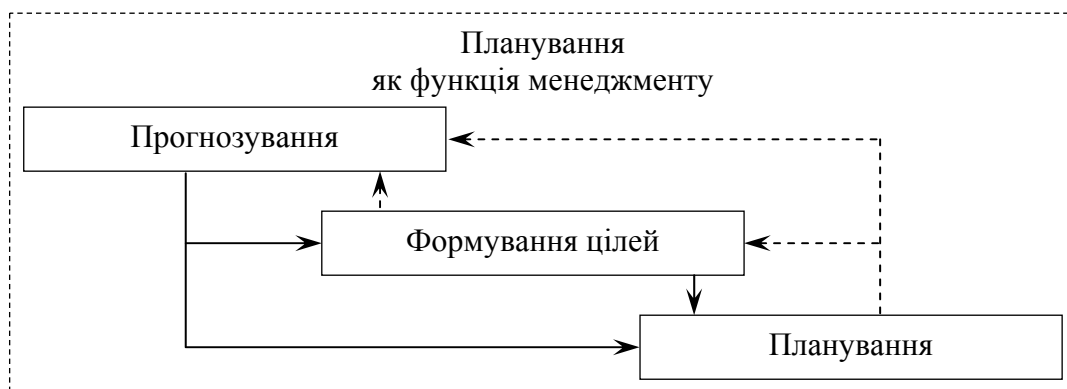 Планування
як функція менеджменту
Прогнозування
Формування цілей
Планування